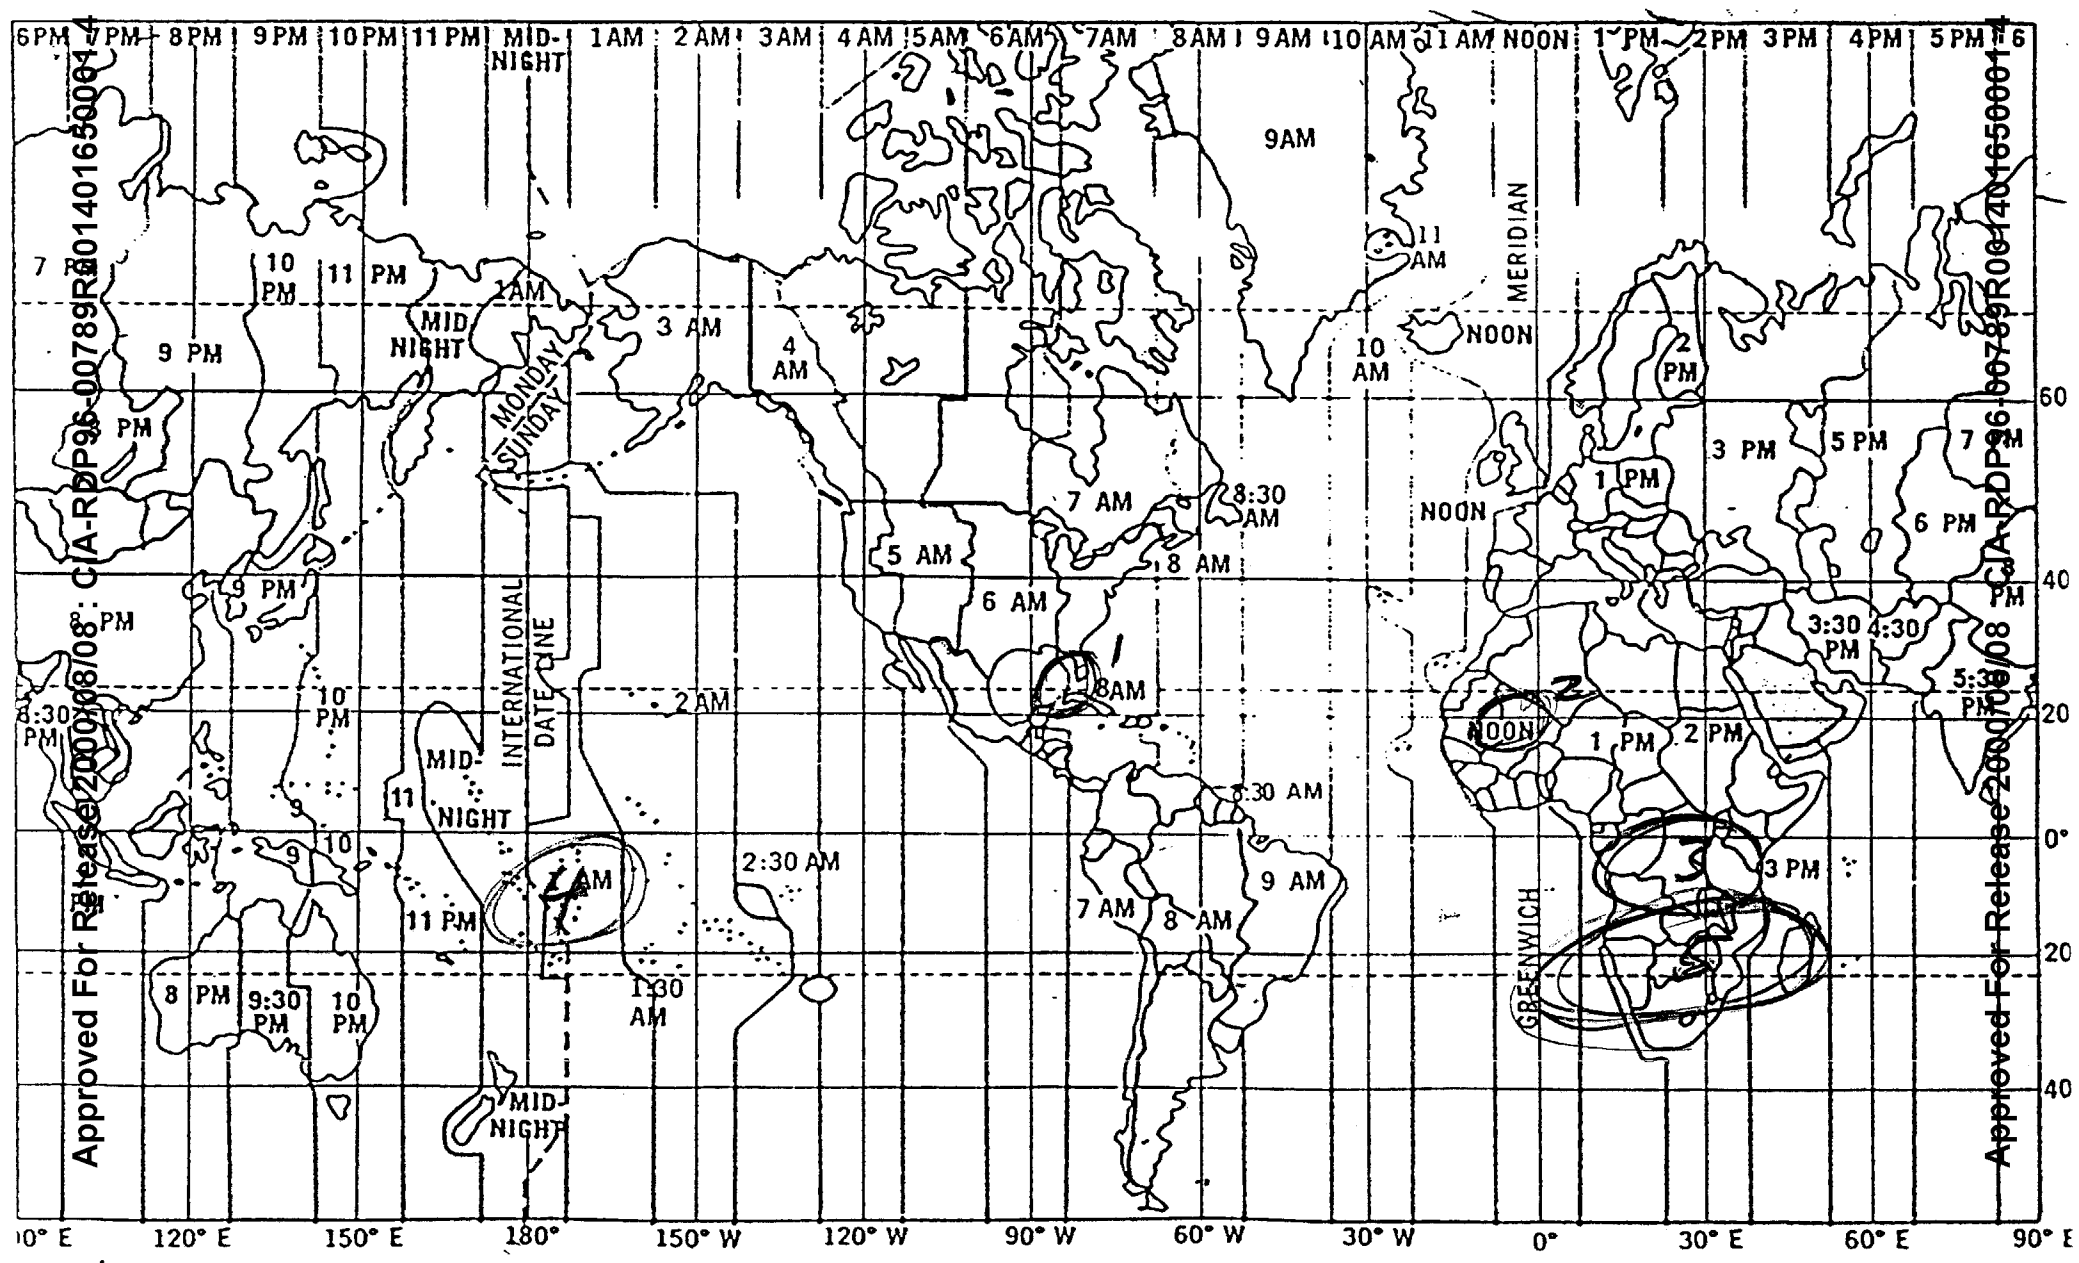 6PM 7PM 8PM 9PM 10PM 11PM MID-NIGHT 1AM 2AM 3AM 4AM 5AM 6AM 7AM 8AM 9AM 10AM 11AM NOON 1PM 2PM 3PM 4PM 5PM 6
Approved For Release 2000/08/08 : CIA-RDP96-00789R001401650001-4
Approved For Release 2000/08/08 : CIA-RDP96-00789R001401650001-4
9AM
MERIDIAN
11
AM
10
PM
11 PM
1AM
MID
NIGHT
9 PM
3 AM
4
AM
10
AM
NOON
2
PM
60
MONDAY
SUNDAY
PM
3 PM
5 PM
1 PM
7 AM
8:30
AM
NOON
6 PM
5 AM
8 AM
9 PM
6 AM
40
PM
8 PM
3:30
PM
4:30
INTERNATIONAL
DATE LINE
1
8AM
2
5:30
PM
10
PM
2 AM
20
8:30
PM
1
NOON
1 PM
2 PM
MID-
NIGHT
11
9
8:30 AM
10
0°
9
2:30 AM
3
3 PM
AM
9 AM
11 PM
7 AM
8 AM
GREENWICH
20
8 PM
9:30
PM
10
PM
1:30
AM
40
MID-
NIGHT
120° E 150° E 180° 150° W 120° W 90° W 60° W 30° W 0° 30° E 60° E 90° E